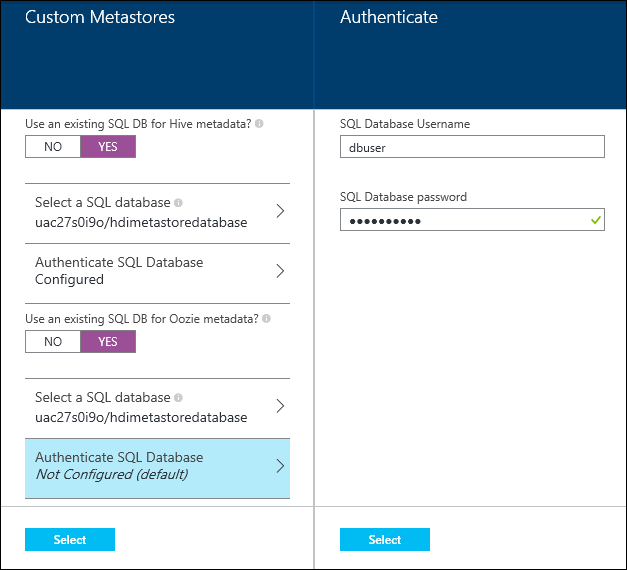 Custom Metastores
Use an existing SQL DB for Hive metadata?
NO YES
Select a SQL database
uac27s0i9o/hdimetastoredatabase
Authenticate SQL Database
Configured
Use an existing SQL DB for Oozie metadata?
NO YES
Select a SQL database
uac27s0i9o/hdimetastoredatabase
Authenticate SQL Database
Not Configured (default)
Select
Authenticate
SQL Database Username
dbuser
SQL Database password
●●●●●●●●●●
Select